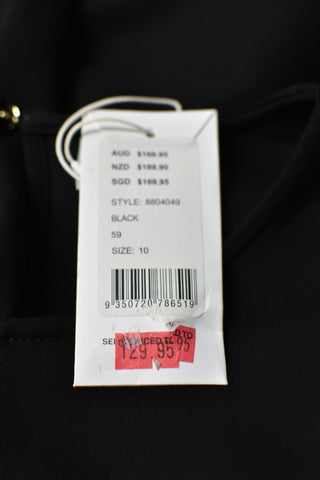 AUD $169.95
NZD $189.90
SGD $169.95
STYLE: 8804049
BLACK
59
SIZE: 10
9 350720 786519
129.95